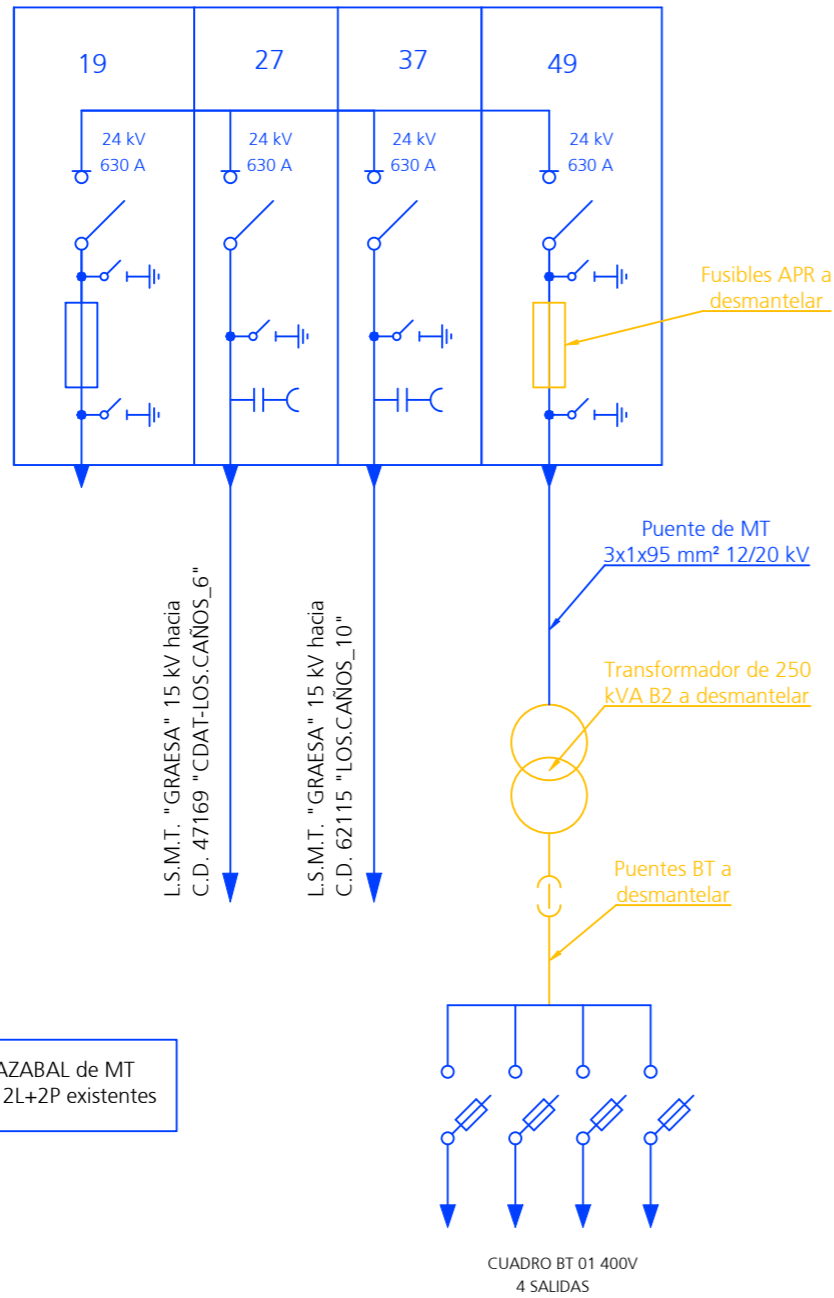 19
27
37
49
24 kV
630 A
24 kV
630 A
24 kV
630 A
24 kV
630 A
Fusibles APR a
desmantelar
Puente de MT
3x1x95 mm² 12/20 kV
L.S.M.T. "GRAESA" 15 kV hacia
C.D. 47169 "CDAT-LOS.CAÑOS_6"
L.S.M.T. "GRAESA" 15 kV hacia
C.D. 62115 "LOS.CAÑOS_10"
Transformador de 250
kVA B2 a desmantelar
Puentes BT a
desmantelar
AZABAL de MT
2L+2P existentes
CUADRO BT 01 400V
4 SALIDAS